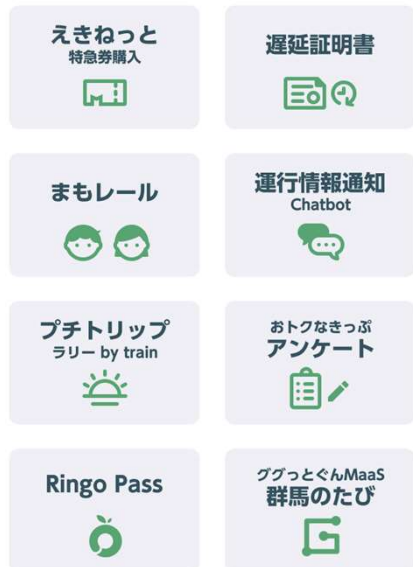 えきねっと
特急券購入
遅延証明書
まもレール
運行情報通知
Chatbot
プチトリップ
ラリー by train
おトクなきっぷ
アンケート
Ringo Pass
ググっとぐんMaaS
群馬のたび